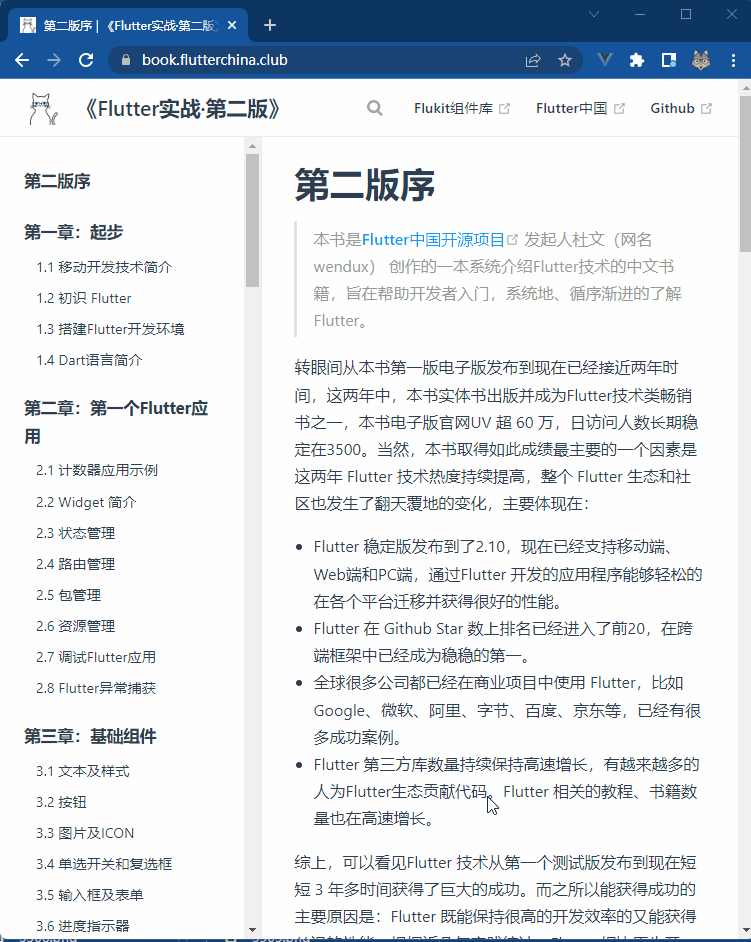 第二版序 | 《Flutter实战·第二版
book.flutterchina.club
《Flutter实战·第二版》
Flukit组件库
Flutter中国
Github
第二版序
第一章：起步
1.1 移动开发技术简介
1.2 初识 Flutter
1.3 搭建Flutter开发环境
1.4 Dart语言简介
第二章：第一个Flutter应
用
2.1 计数器应用示例
2.2 Widget 简介
2.3 状态管理
2.4 路由管理
2.5 包管理
2.6 资源管理
2.7 调试Flutter应用
2.8 Flutter异常捕获
第三章：基础组件
3.1 文本及样式
3.2 按钮
3.3 图片及ICON
3.4 单选开关和复选框
3.5 输入框及表单
3.6 进度指示器
第二版序
本书是Flutter中国开源项目 发起人杜文（网名
wendux） 创作的一本系统介绍Flutter技术的中文书
籍，旨在帮助开发者入门，系统地、循序渐进的了解
Flutter。
转眼间从本书第一版电子版发布到现在已经接近两年时
间，这两年中，本书实体书出版并成为Flutter技术类畅销
书之一，本书电子版官网UV 超 60 万，日访问人数长期稳
定在3500。当然，本书取得如此成绩最主要的一个因素是
这两年 Flutter 技术热度持续提高，整个 Flutter 生态和社
区也发生了翻天覆地的变化，主要体现在：
Flutter 稳定版发布到了2.10，现在已经支持移动端、
Web端和PC端，通过Flutter 开发的应用程序能够轻松的
在各个平台迁移并获得很好的性能。
Flutter 在 Github Star 数上排名已经进入了前20，在跨
端框架中已经成为稳稳的第一。
全球很多公司都已经在商业项目中使用 Flutter，比如
Google、微软、阿里、字节、百度、京东等，已经有很
多成功案例。
Flutter 第三方库数量持续保持高速增长，有越来越多的
人为Flutter生态贡献代码。Flutter 相关的教程、书籍数
量也在高速增长。
综上，可以看见Flutter 技术从第一个测试版发布到现在短
短 3 年多时间获得了巨大的成功。而之所以能获得成功的
主要原因是：Flutter 既能保持很高的开发效率的又能获得